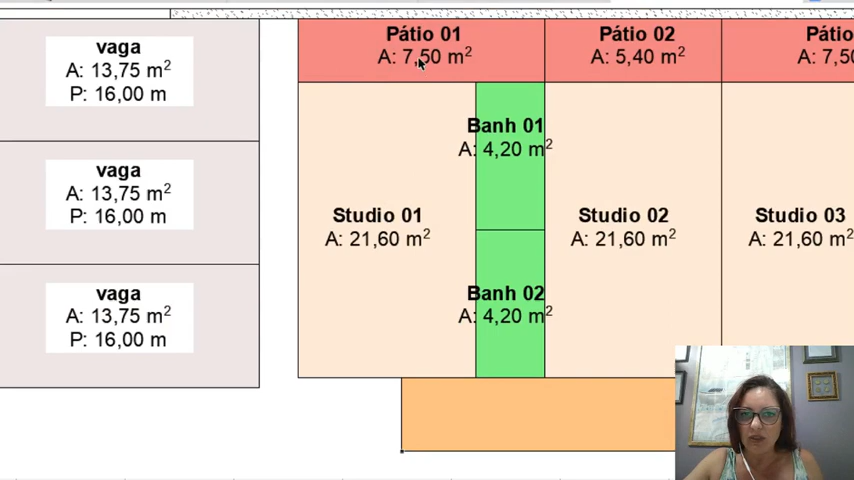 vaga
A: 13,75 m²
P: 16,00 m
vaga
A: 13,75 m²
P: 16,00 m
vaga
A: 13,75 m²
P: 16,00 m
Pátio 01
A: 7,50 m²
Pátio 02
A: 5,40 m²
Pátio
A: 7,50
Banh 01
A: 4,20 m²
Studio 01
A: 21,60 m²
Studio 02
A: 21,60 m²
Studio 03
A: 21,60 m²
Banh 02
A: 4,20 m²